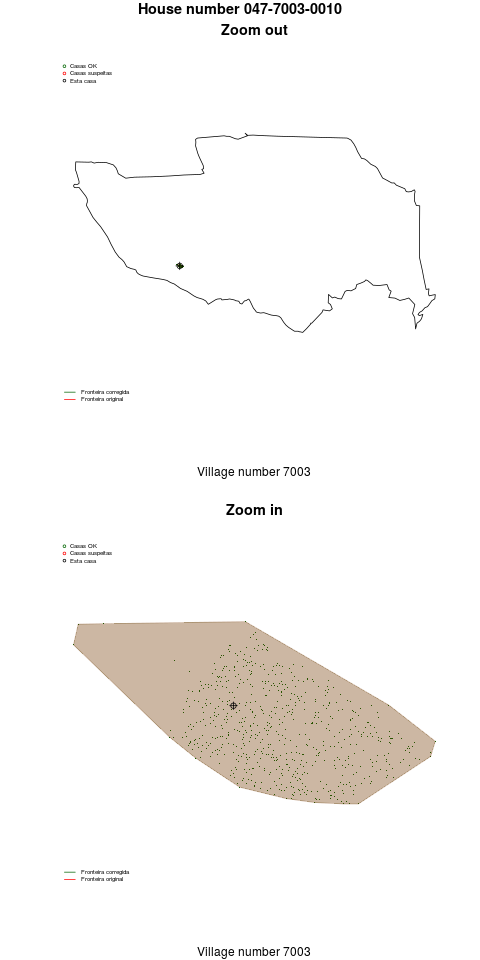 House number 047-7003-0010
Zoom out
Casas OK
Casas suspeitas
Esta casa
Fronteira corregida
Fronteira original
Village number 7003
Zoom in
Casas OK
Casas suspeitas
Esta casa
Fronteira corregida
Fronteira original
Village number 7003